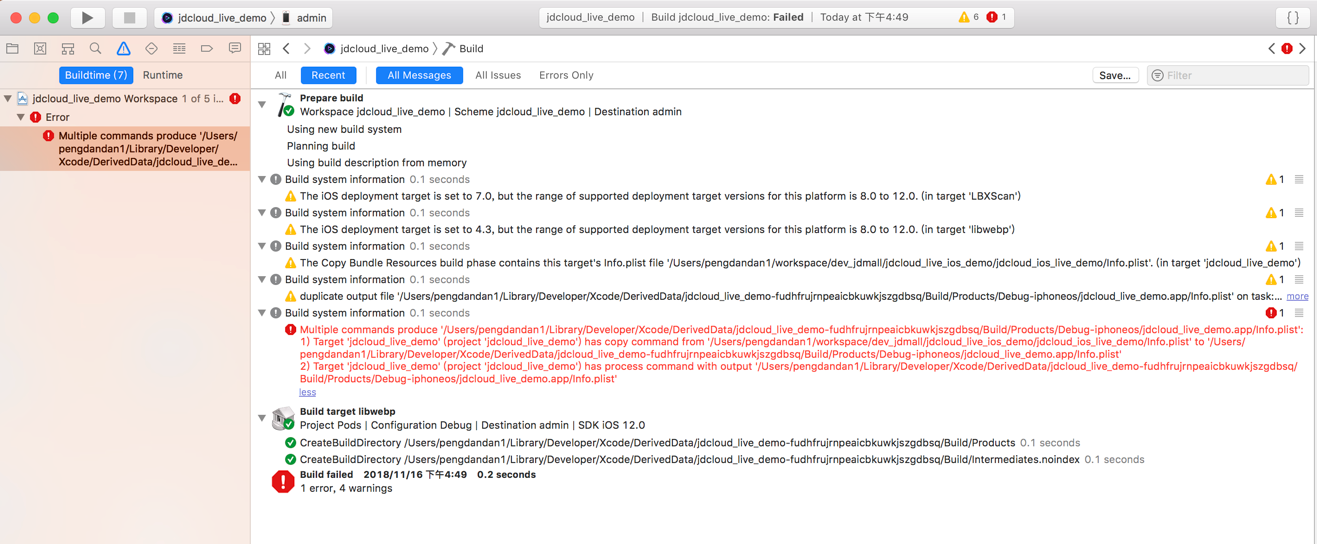 jdcloud_live_demo 〉 admin
jdcloud_live_demo | Build jdcloud_live_demo: Failed | Today at 下午4:49
6 1
{ }
jdcloud_live_demo 〉 Build
Buildtime (7) Runtime
All Recent All Messages All Issues Errors Only
Save... Filter
jdcloud_live_demo Workspace 1 of 5 i...
Error
Multiple commands produce '/Users/
pengdandan1/Library/Developer/
Xcode/DerivedData/jdcloud_live_de...
Prepare build
Workspace jdcloud_live_demo | Scheme jdcloud_live_demo | Destination admin
Using new build system
Planning build
Using build description from memory
Build system information 0.1 seconds 1
The iOS deployment target is set to 7.0, but the range of supported deployment target versions for this platform is 8.0 to 12.0. (in target 'LBXScan')
Build system information 0.1 seconds 1
The iOS deployment target is set to 4.3, but the range of supported deployment target versions for this platform is 8.0 to 12.0. (in target 'libwebp')
Build system information 0.1 seconds 1
The Copy Bundle Resources build phase contains this target's Info.plist file '/Users/pengdandan1/workspace/dev_jdmall/jdcloud_live_ios_demo/jdcloud_ios_live_demo/Info.plist'. (in target 'jdcloud_live_demo')
Build system information 0.1 seconds 1
duplicate output file '/Users/pengdandan1/Library/Developer/Xcode/DerivedData/jdcloud_live_demo-fudhfrujrnpeaicbkuwkjszgdbsq/Build/Products/Debug-iphoneos/jdcloud_live_demo.app/Info.plist' on task:... more
Build system information 0.1 seconds 1
Multiple commands produce '/Users/pengdandan1/Library/Developer/Xcode/DerivedData/jdcloud_live_demo-fudhfrujrnpeaicbkuwkjszgdbsq/Build/Products/Debug-iphoneos/jdcloud_live_demo.app/Info.plist':
1) Target 'jdcloud_live_demo' (project 'jdcloud_live_demo') has copy command from '/Users/pengdandan1/workspace/dev_jdmall/jdcloud_live_ios_demo/jdcloud_ios_live_demo/Info.plist' to '/Users/
pengdandan1/Library/Developer/Xcode/DerivedData/jdcloud_live_demo-fudhfrujrnpeaicbkuwkjszgdbsq/Build/Products/Debug-iphoneos/jdcloud_live_demo.app/Info.plist'
2) Target 'jdcloud_live_demo' (project 'jdcloud_live_demo') has process command with output '/Users/pengdandan1/Library/Developer/Xcode/DerivedData/jdcloud_live_demo-fudhfrujrnpeaicbkuwkjszgdbsq/
Build/Products/Debug-iphoneos/jdcloud_live_demo.app/Info.plist'
less
Build target libwebp
Project Pods | Configuration Debug | Destination admin | SDK iOS 12.0
CreateBuildDirectory /Users/pengdandan1/Library/Developer/Xcode/DerivedData/jdcloud_live_demo-fudhfrujrnpeaicbkuwkjszgdbsq/Build/Products 0.1 seconds
CreateBuildDirectory /Users/pengdandan1/Library/Developer/Xcode/DerivedData/jdcloud_live_demo-fudhfrujrnpeaicbkuwkjszgdbsq/Build/Intermediates.noindex 0.1 seconds
Build failed 2018/11/16 下午4:49 0.2 seconds
1 error, 4 warnings